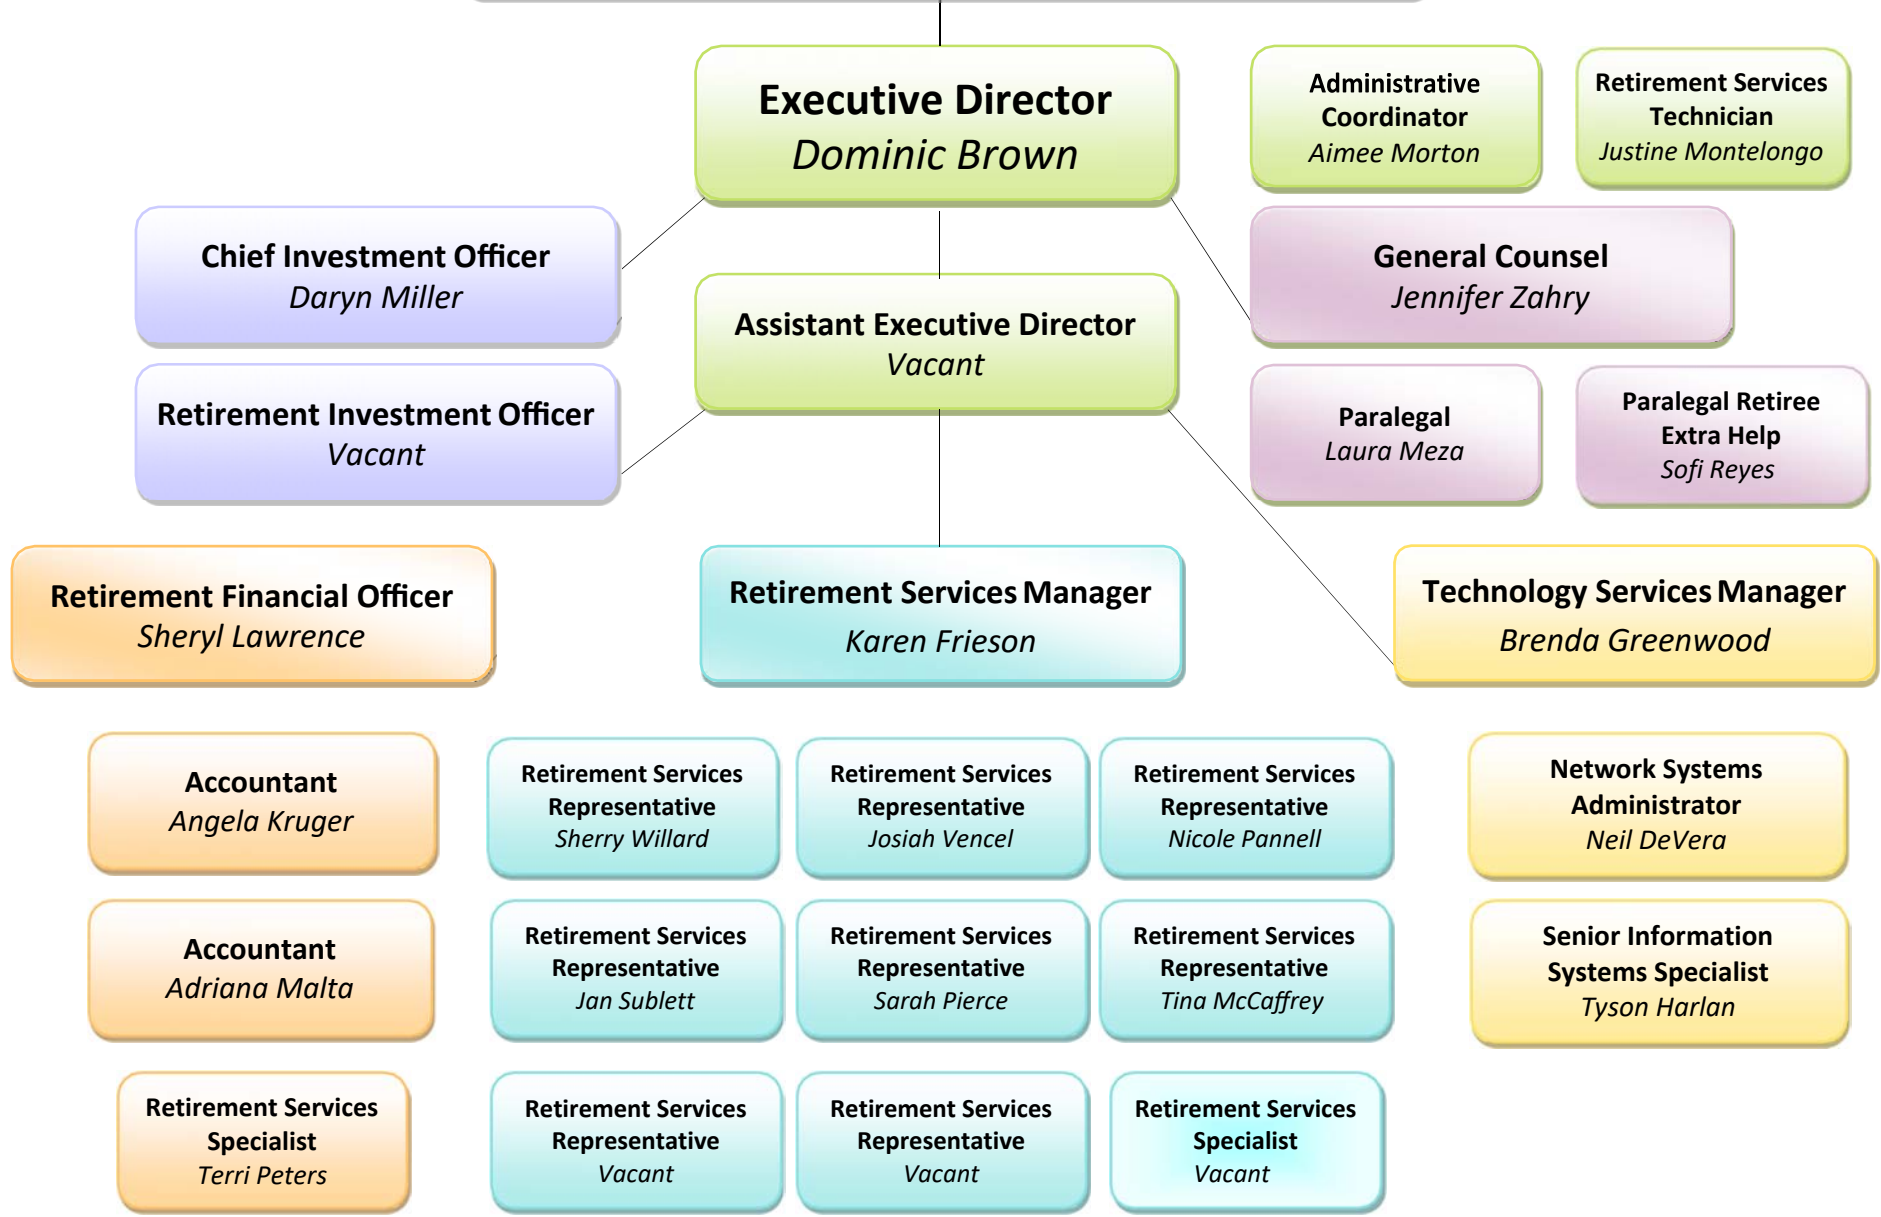 Executive Director
Dominic Brown
Administrative
Coordinator
Aimee Morton
Retirement Services
Technician
Justine Montelongo
Chief Investment Officer
Daryn Miller
General Counsel
Jennifer Zahry
Assistant Executive Director
Vacant
Retirement Investment Officer
Vacant
Paralegal
Laura Meza
Paralegal Retiree
Extra Help
Sofi Reyes
Retirement Financial Officer
Sheryl Lawrence
Retirement Services Manager
Karen Frieson
Technology Services Manager
Brenda Greenwood
Accountant
Angela Kruger
Retirement Services
Representative
Sherry Willard
Retirement Services
Representative
Josiah Vencel
Retirement Services
Representative
Nicole Pannell
Network Systems
Administrator
Neil DeVera
Accountant
Adriana Malta
Retirement Services
Representative
Jan Sublett
Retirement Services
Representative
Sarah Pierce
Retirement Services
Representative
Tina McCaffrey
Senior Information
Systems Specialist
Tyson Harlan
Retirement Services
Specialist
Terri Peters
Retirement Services
Representative
Vacant
Retirement Services
Representative
Vacant
Retirement Services
Specialist
Vacant